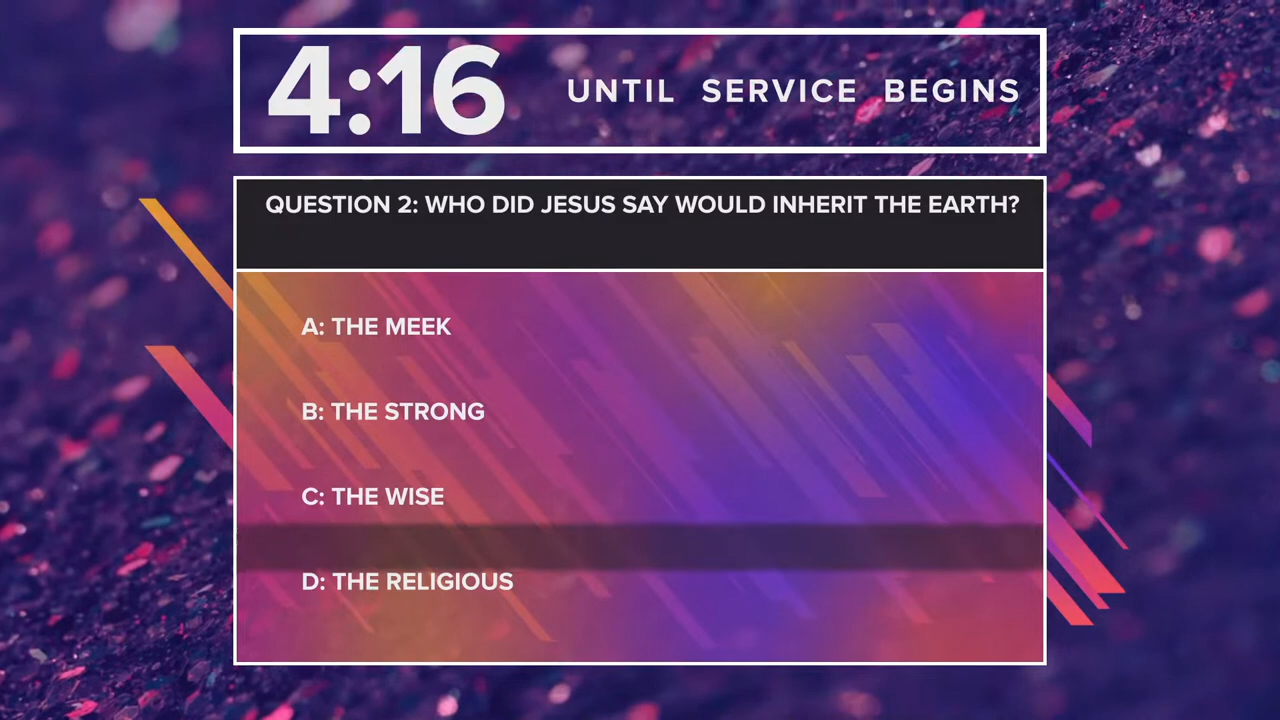 4:16 UNTIL SERVICE BEGINS
QUESTION 2: WHO DID JESUS SAY WOULD INHERIT THE EARTH?
A: THE MEEK
B: THE STRONG
C: THE WISE
D: THE RELIGIOUS